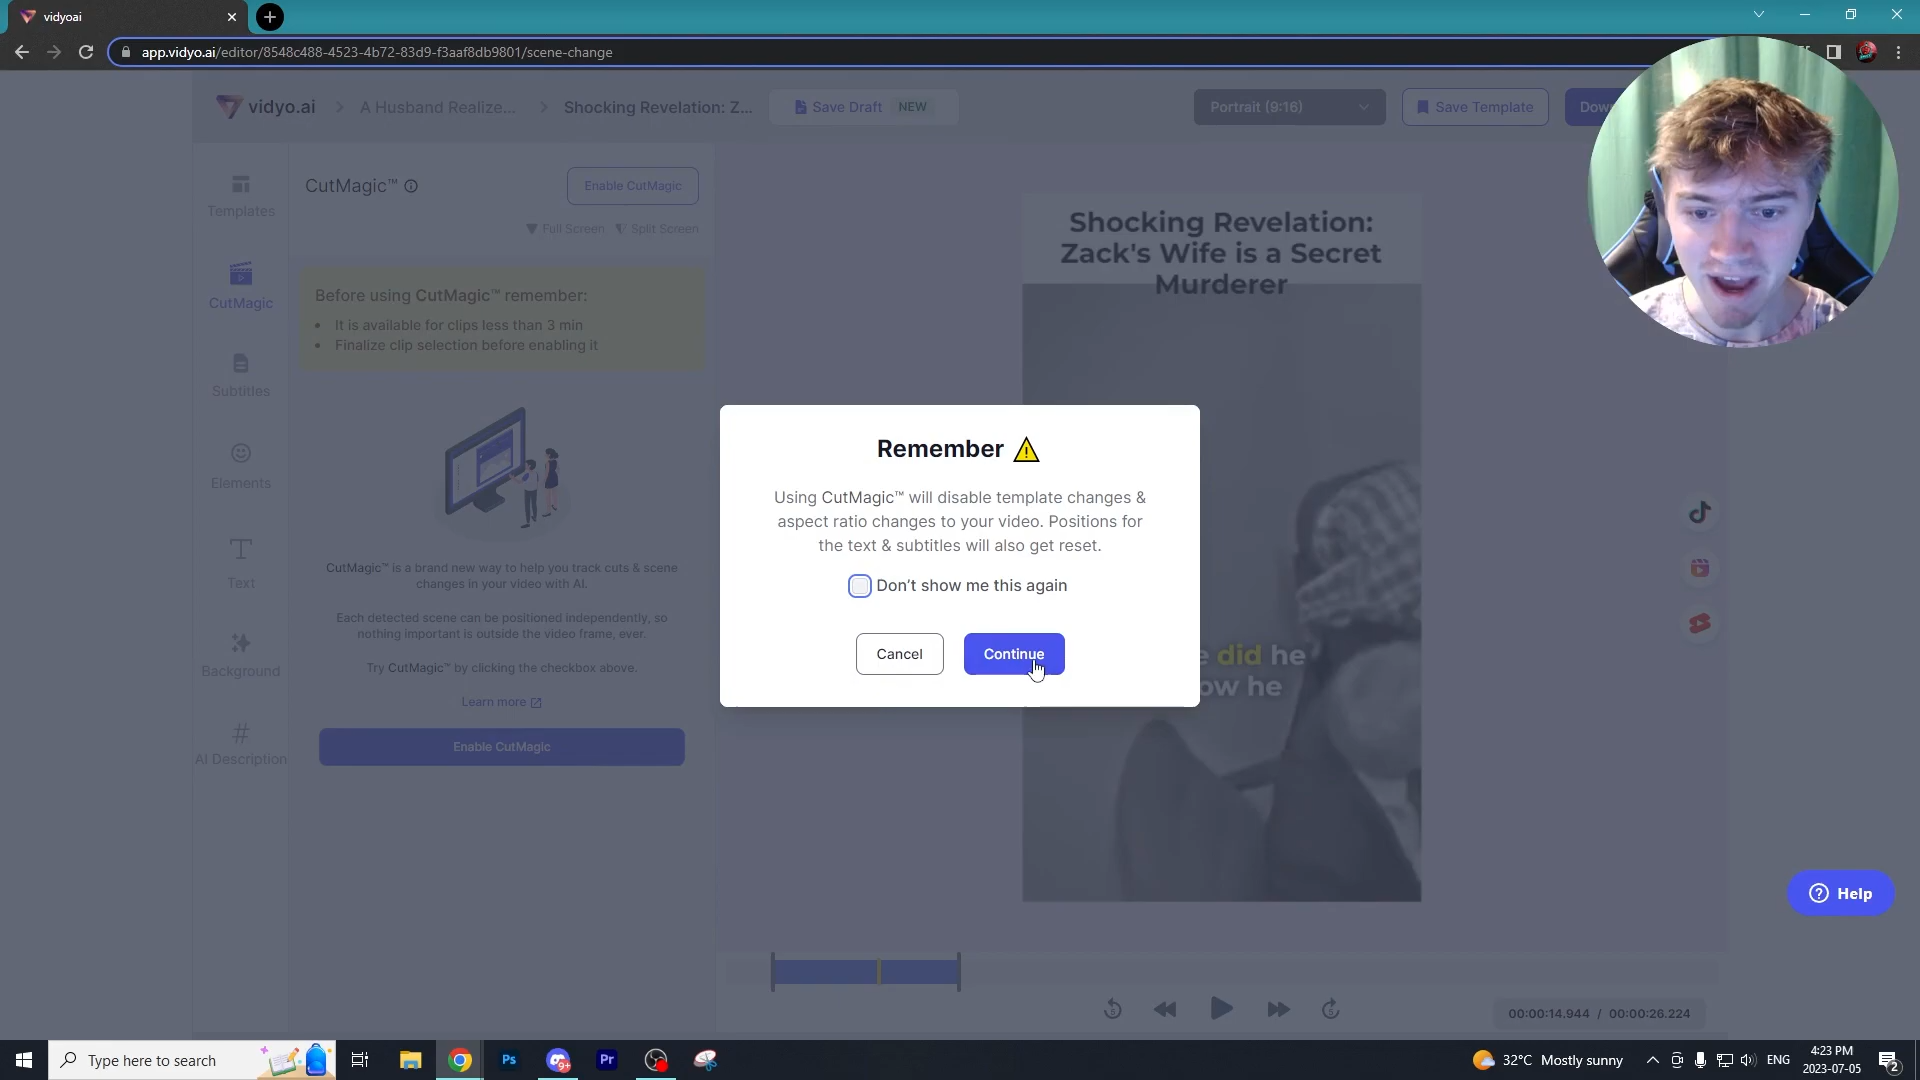 vidyoai
app.vidyo.ai/editor/8548c488-4523-4b72-83d9-f3aaf8db9801/scene-change
vidyo.ai > A Husband Realize... > Shocking Revelation: Z...
Save Draft NEW
Portrait (9:16)
Save Template
Dow
Templates
CutMagic
Subtitles
Elements
Text
Background
AI Description
CutMagic™
Enable CutMagic
Full Screen
Split Screen
Before using CutMagic™ remember:
• It is available for clips less than 3 min
• Finalize clip selection before enabling it
CutMagic™ is a brand new way to help you track cuts & scene
changes in your video with AI.
Each detected scene can be positioned independently, so
nothing important is outside the video frame, ever.
Try CutMagic™ by clicking the checkbox above.
Learn more
Enable CutMagic
Shocking Revelation:
Zack's Wife is a Secret
Murderer
Remember
Using CutMagic™ will disable template changes &
aspect ratio changes to your video. Positions for
the text & subtitles will also get reset.
Don't show me this again
Cancel
Continue
did he
he
Help
5
5
00:00:14.944 / 00:00:26.224
Type here to search
Ps
9+
Pr
32°C Mostly sunny
ENG
4:23 PM
2023-07-05
2